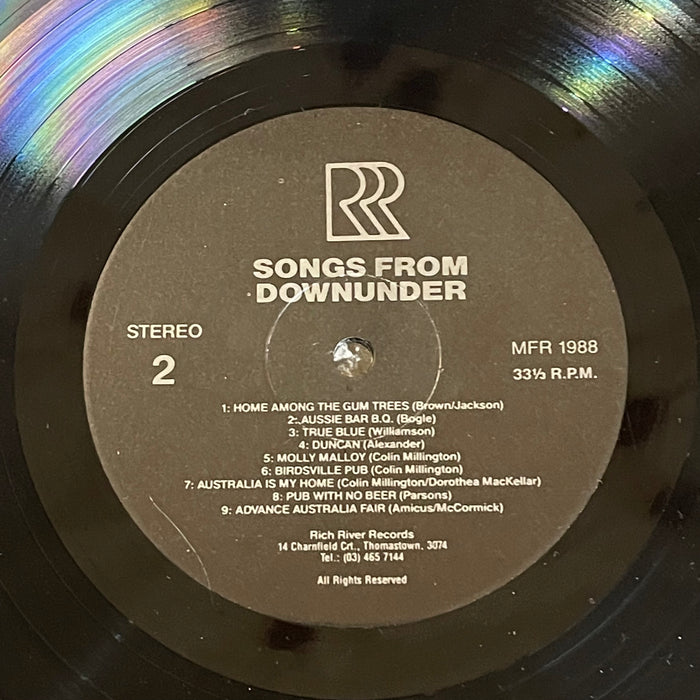 RRR
SONGS FROM
DOWNUNDER
STEREO
2
MFR 1988
33⅓ R.P.M.
1: HOME AMONG THE GUM TREES (Brown/Jackson)
2: AUSSIE BAR B.Q. (Bogle)
3: TRUE BLUE (Williamson)
4: DUNCAN (Alexander)
5: MOLLY MALLOY (Colin Millington)
6: BIRDSVILLE PUB (Colin Millington)
7: AUSTRALIA IS MY HOME (Colin Millington/Dorothea MacKellar)
8: PUB WITH NO BEER (Parsons)
9: ADVANCE AUSTRALIA FAIR (Amicus/McCormick)
Rich River Records
14 Charnfield Crt., Thomastown, 3074
Tel.: (03) 465 7144
All Rights Reserved